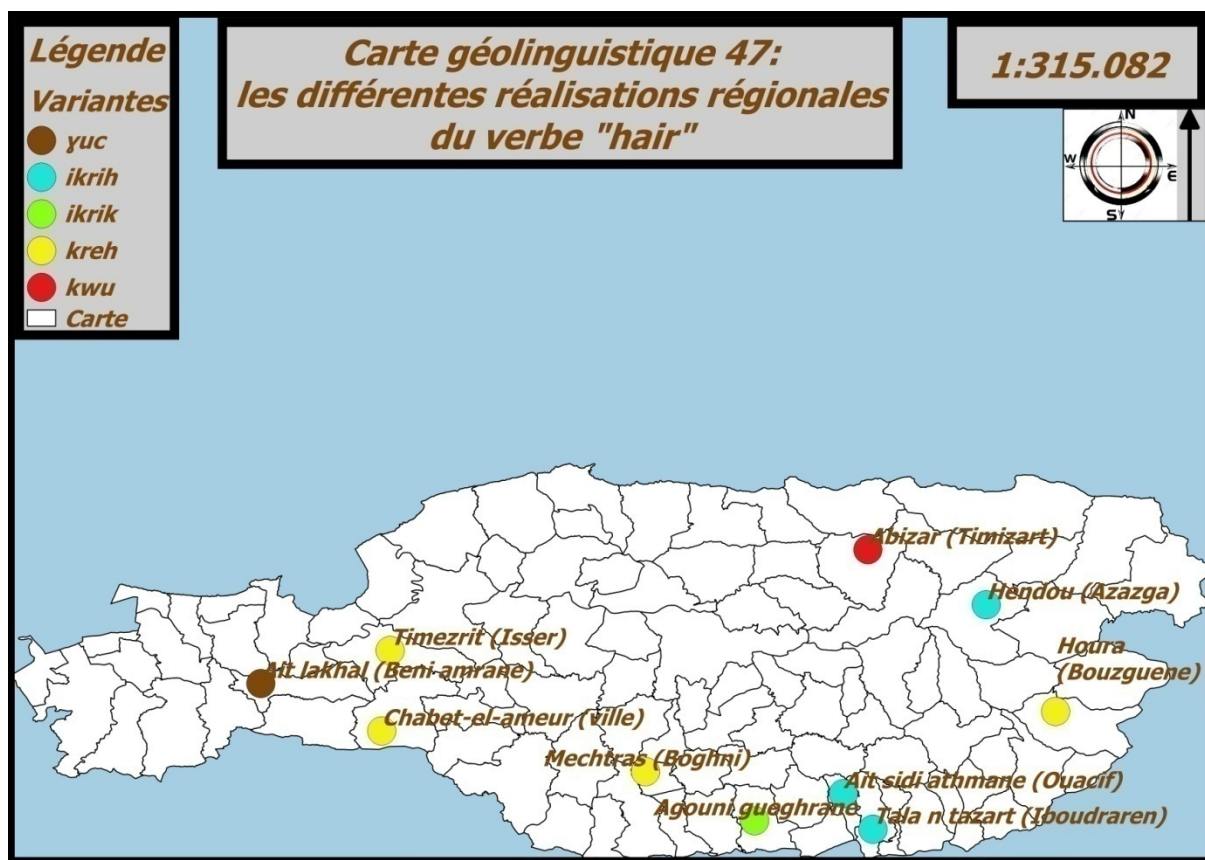 Légende
Variantes
ɣuc
ikrih
ikrik
kreh
kwu
Carte
Carte géolinguistique 47:
les différentes réalisations régionales
du verbe "hair"
1:315.082
N
W
E
S
Abizar (Timizart)
Hendou (Azazga)
Timezrit (Isser)
Houra
(Bouzguene)
Ait lakhal (Beni amrane)
Chabet-el-ameur (ville)
Mechtras (Boghni)
Ait sidi athmane (Ouacif)
Agouni gueghrane
Tala n tazart (Iboudraren)